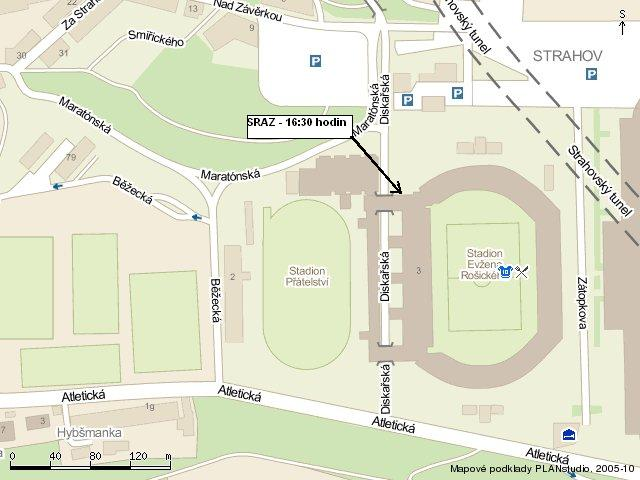 Nad Závěrkou
Za Strahovem
Strahovský tunel
S
Smiřického
30
31
STRAHOV
P
P
P
P
Maratónská
Diskařská
Maratónská
SRAZ - 16:30 hodin
79
Běžecká
Maratónská
Strahovský tunel
Stadion
Přátelství
Stadion
Evžena
Rošického
2
3
Běžecká
Diskařská
Zátopkova
Diskařská
Atletická
Atletická
Atletická
Atletická
1g
7
3
Hybšmanka
0 40 80 120 m
Mapové podklady PLANstudio, 2005-10